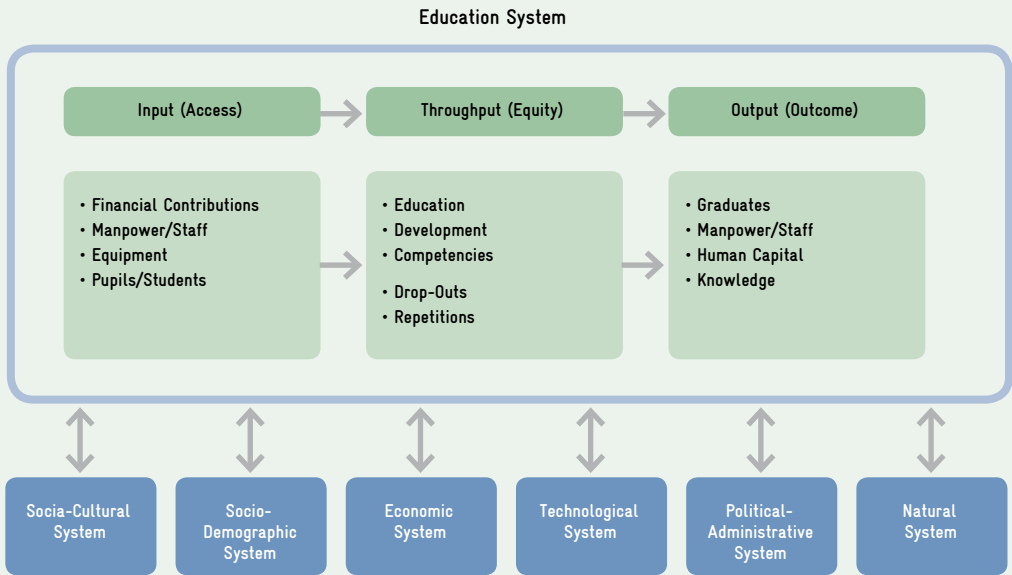 Education System
Input (Access)
Throughput (Equity)
Output (Outcome)
• Financial Contributions
• Manpower/Staff
• Equipment
• Pupils/Students
• Education
• Development
• Competencies
• Drop-Outs
• Repetitions
• Graduates
• Manpower/Staff
• Human Capital
• Knowledge
Socia-Cultural
System
Socio-
Demographic
System
Economic
System
Technological
System
Political-
Administrative
System
Natural
System